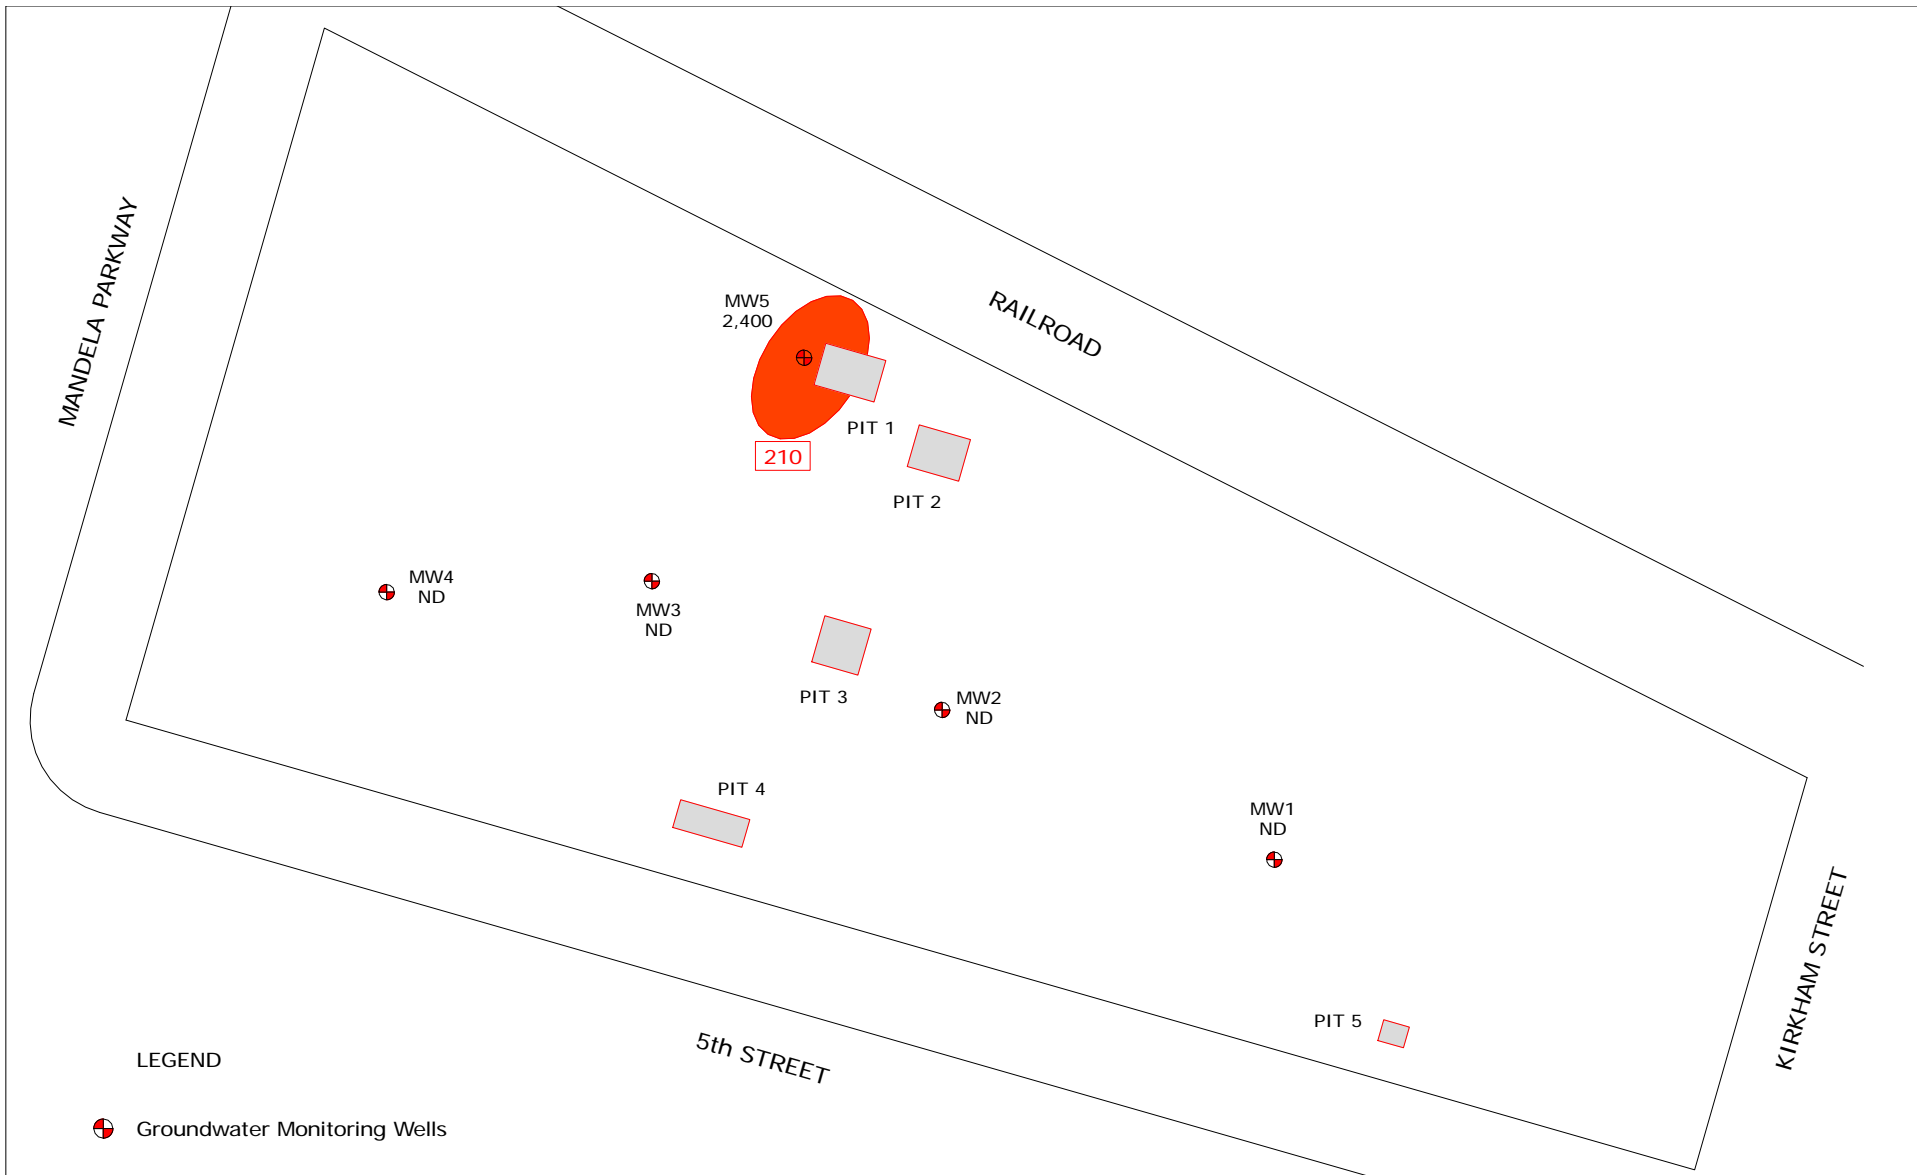 MANDELA PARKWAY
RAILROAD
MW5
2,400
PIT 1
210
PIT 2
MW4
ND
MW3
ND
PIT 3
MW2
ND
PIT 4
MW1
ND
PIT 5
KIRKHAM STREET
5th STREET
LEGEND
Groundwater Monitoring Wells